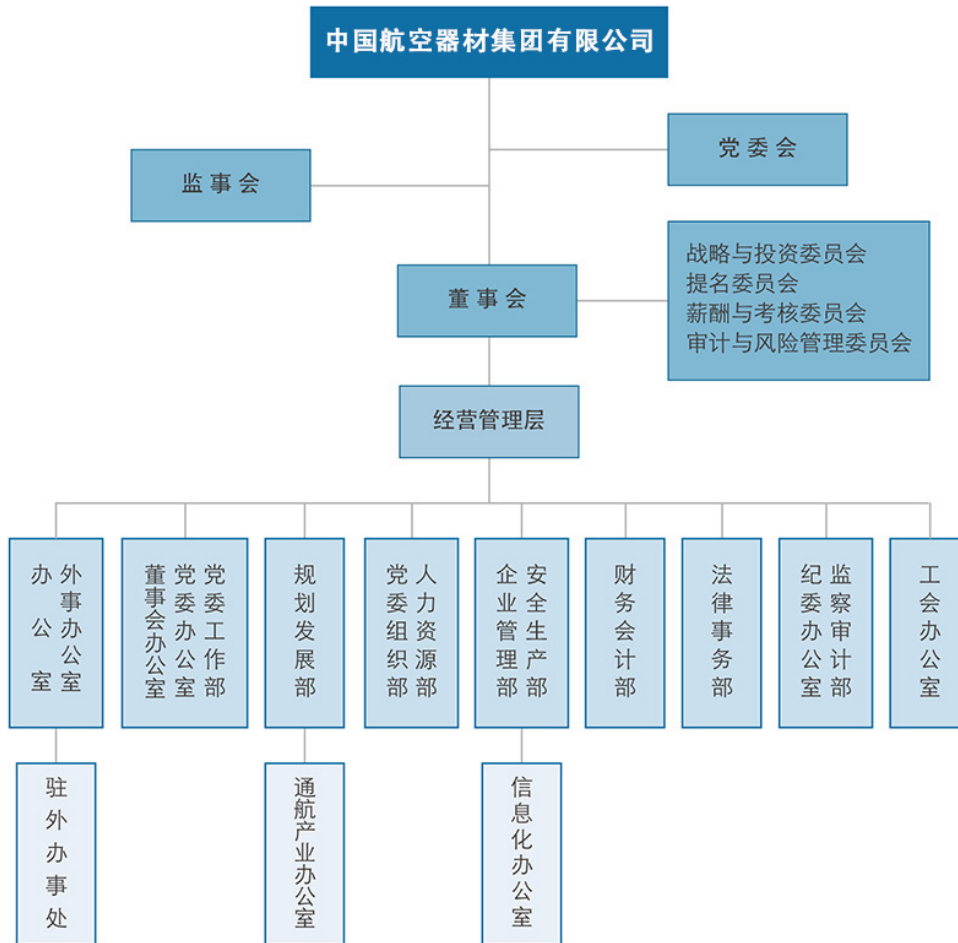 中国航空器材集团有限公司
党委会
监事会
战略与投资委员会
提名委员会
薪酬与考核委员会
审计与风险管理委员会
董事会
经营管理层
办公室
外事办公室
董事会办公室
党委办公室
党委工作部
规划发展部
党委组织部
人力资源部
企业管理部
安全生产部
财务会计部
法律事务部
纪委办公室
监察审计部
工会办公室
驻外办事处
通航产业办公室
信息化办公室